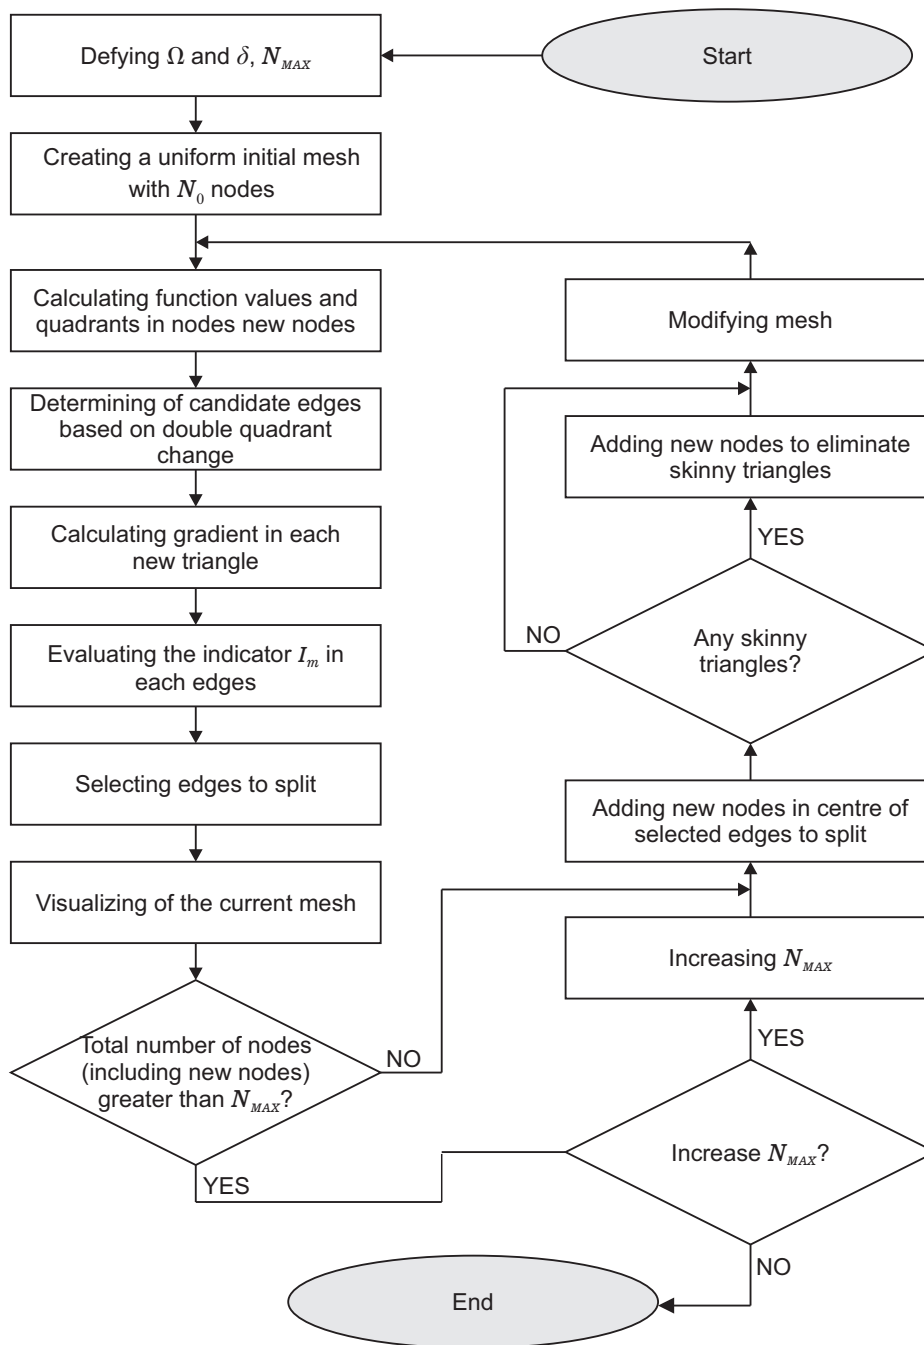 Start
Defying Ω and δ, N_MAX
Creating a uniform initial mesh
with N_0 nodes
Calculating function values and
quadrants in nodes new nodes
Determining of candidate edges
based on double quadrant
change
Calculating gradient in each
new triangle
Evaluating the indicator I_m in
each edges
Selecting edges to split
Visualizing of the current mesh
Total number of nodes
(including new nodes)
greater than N_MAX?
NO
YES
Modifying mesh
Adding new nodes to eliminate
skinny triangles
YES
NO
Any skinny
triangles?
Adding new nodes in centre of
selected edges to split
Increasing N_MAX
YES
Increase N_MAX?
NO
End